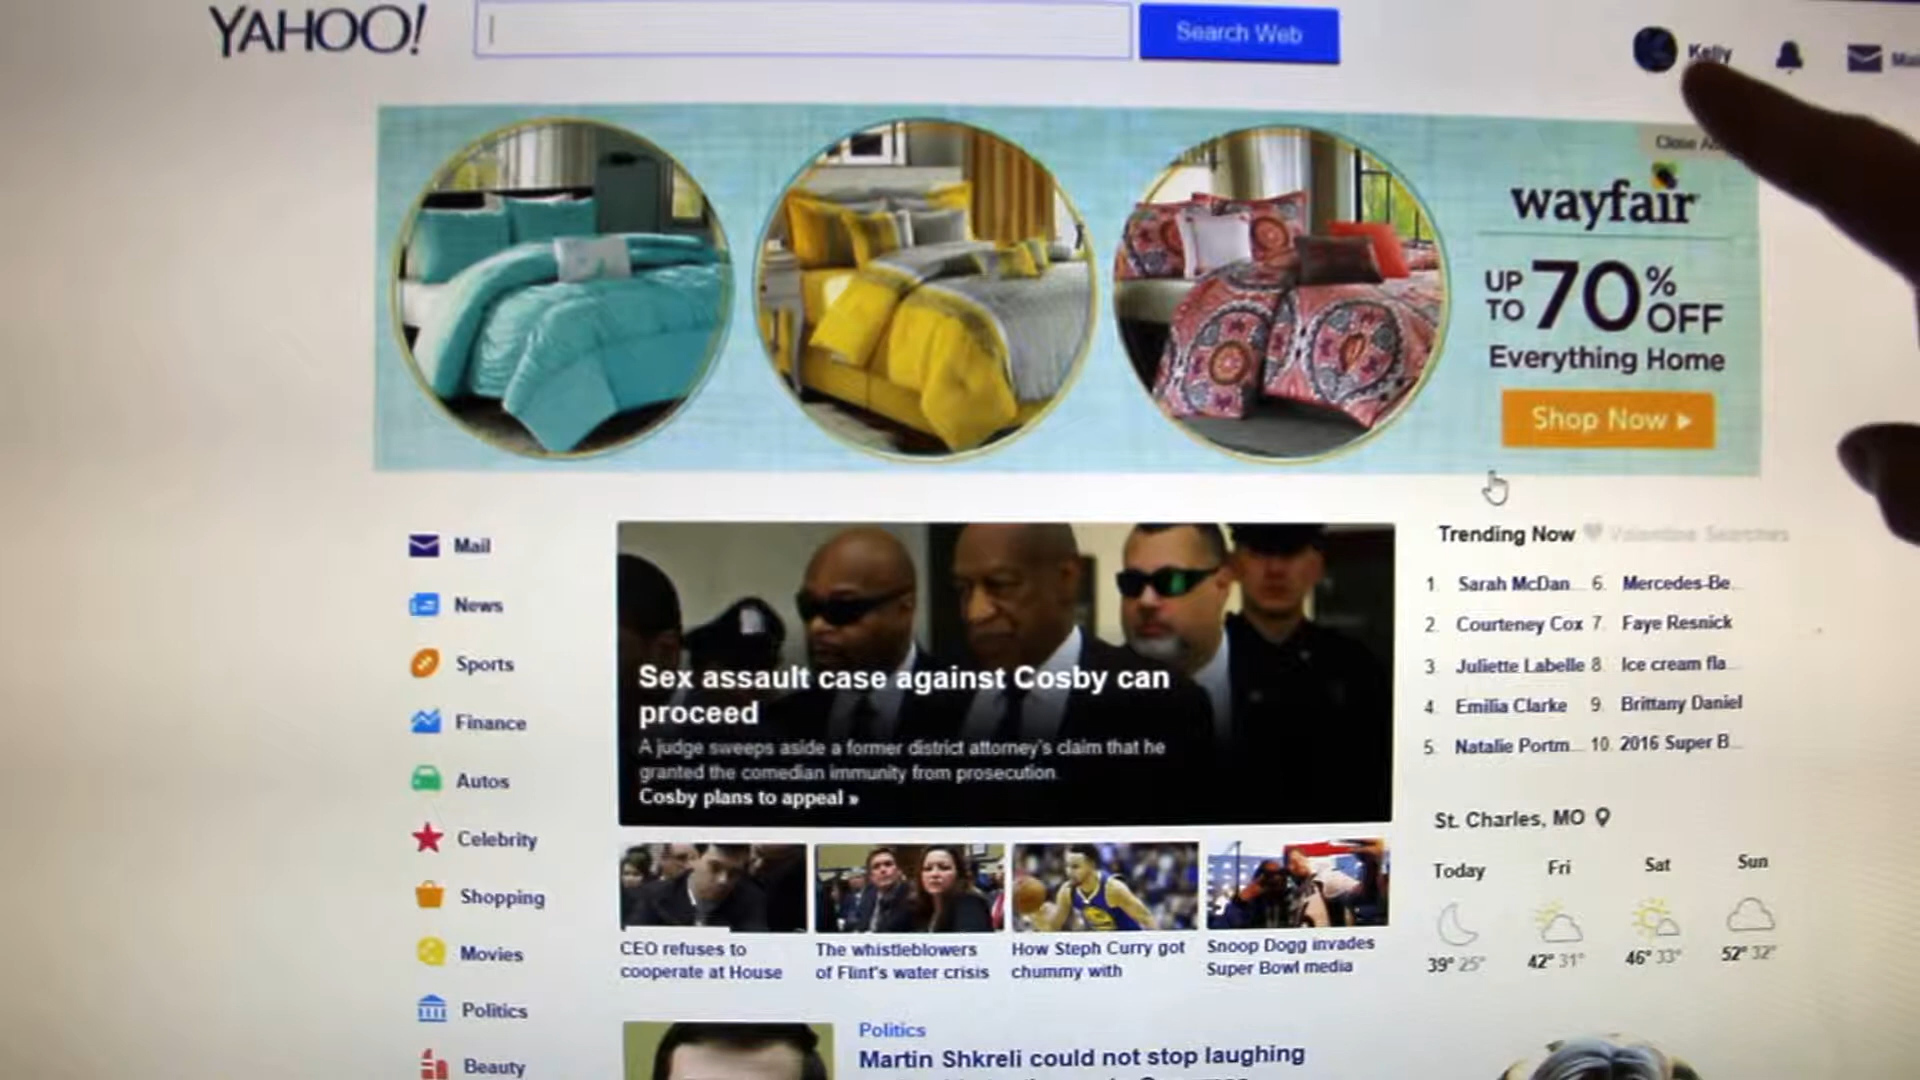 YAHOO!
Search Web
Kelly
Close Ad
wayfair
UP TO 70% OFF
Everything Home
Shop Now
Mail
News
Sports
Finance
Autos
Celebrity
Shopping
Movies
Politics
Beauty
Sex assault case against Cosby can
proceed
A judge sweeps aside a former district attorney's claim that he
granted the comedian immunity from prosecution.
Cosby plans to appeal »
CEO refuses to
cooperate at House
The whistleblowers
of Flint's water crisis
How Steph Curry got
chummy with
Snoop Dogg invades
Super Bowl media
Politics
Martin Shkreli could not stop laughing
Trending Now Valentine Searches
1. Sarah McDan...
2. Courteney Cox
3. Juliette Labelle
4. Emilia Clarke
5. Natalie Portm...
6. Mercedes-Be...
7. Faye Resnick
8. Ice cream fla...
9. Brittany Daniel
10. 2016 Super B...
St. Charles, MO
Today Fri Sat Sun
39° 25° 42° 31° 46° 33° 52° 32°